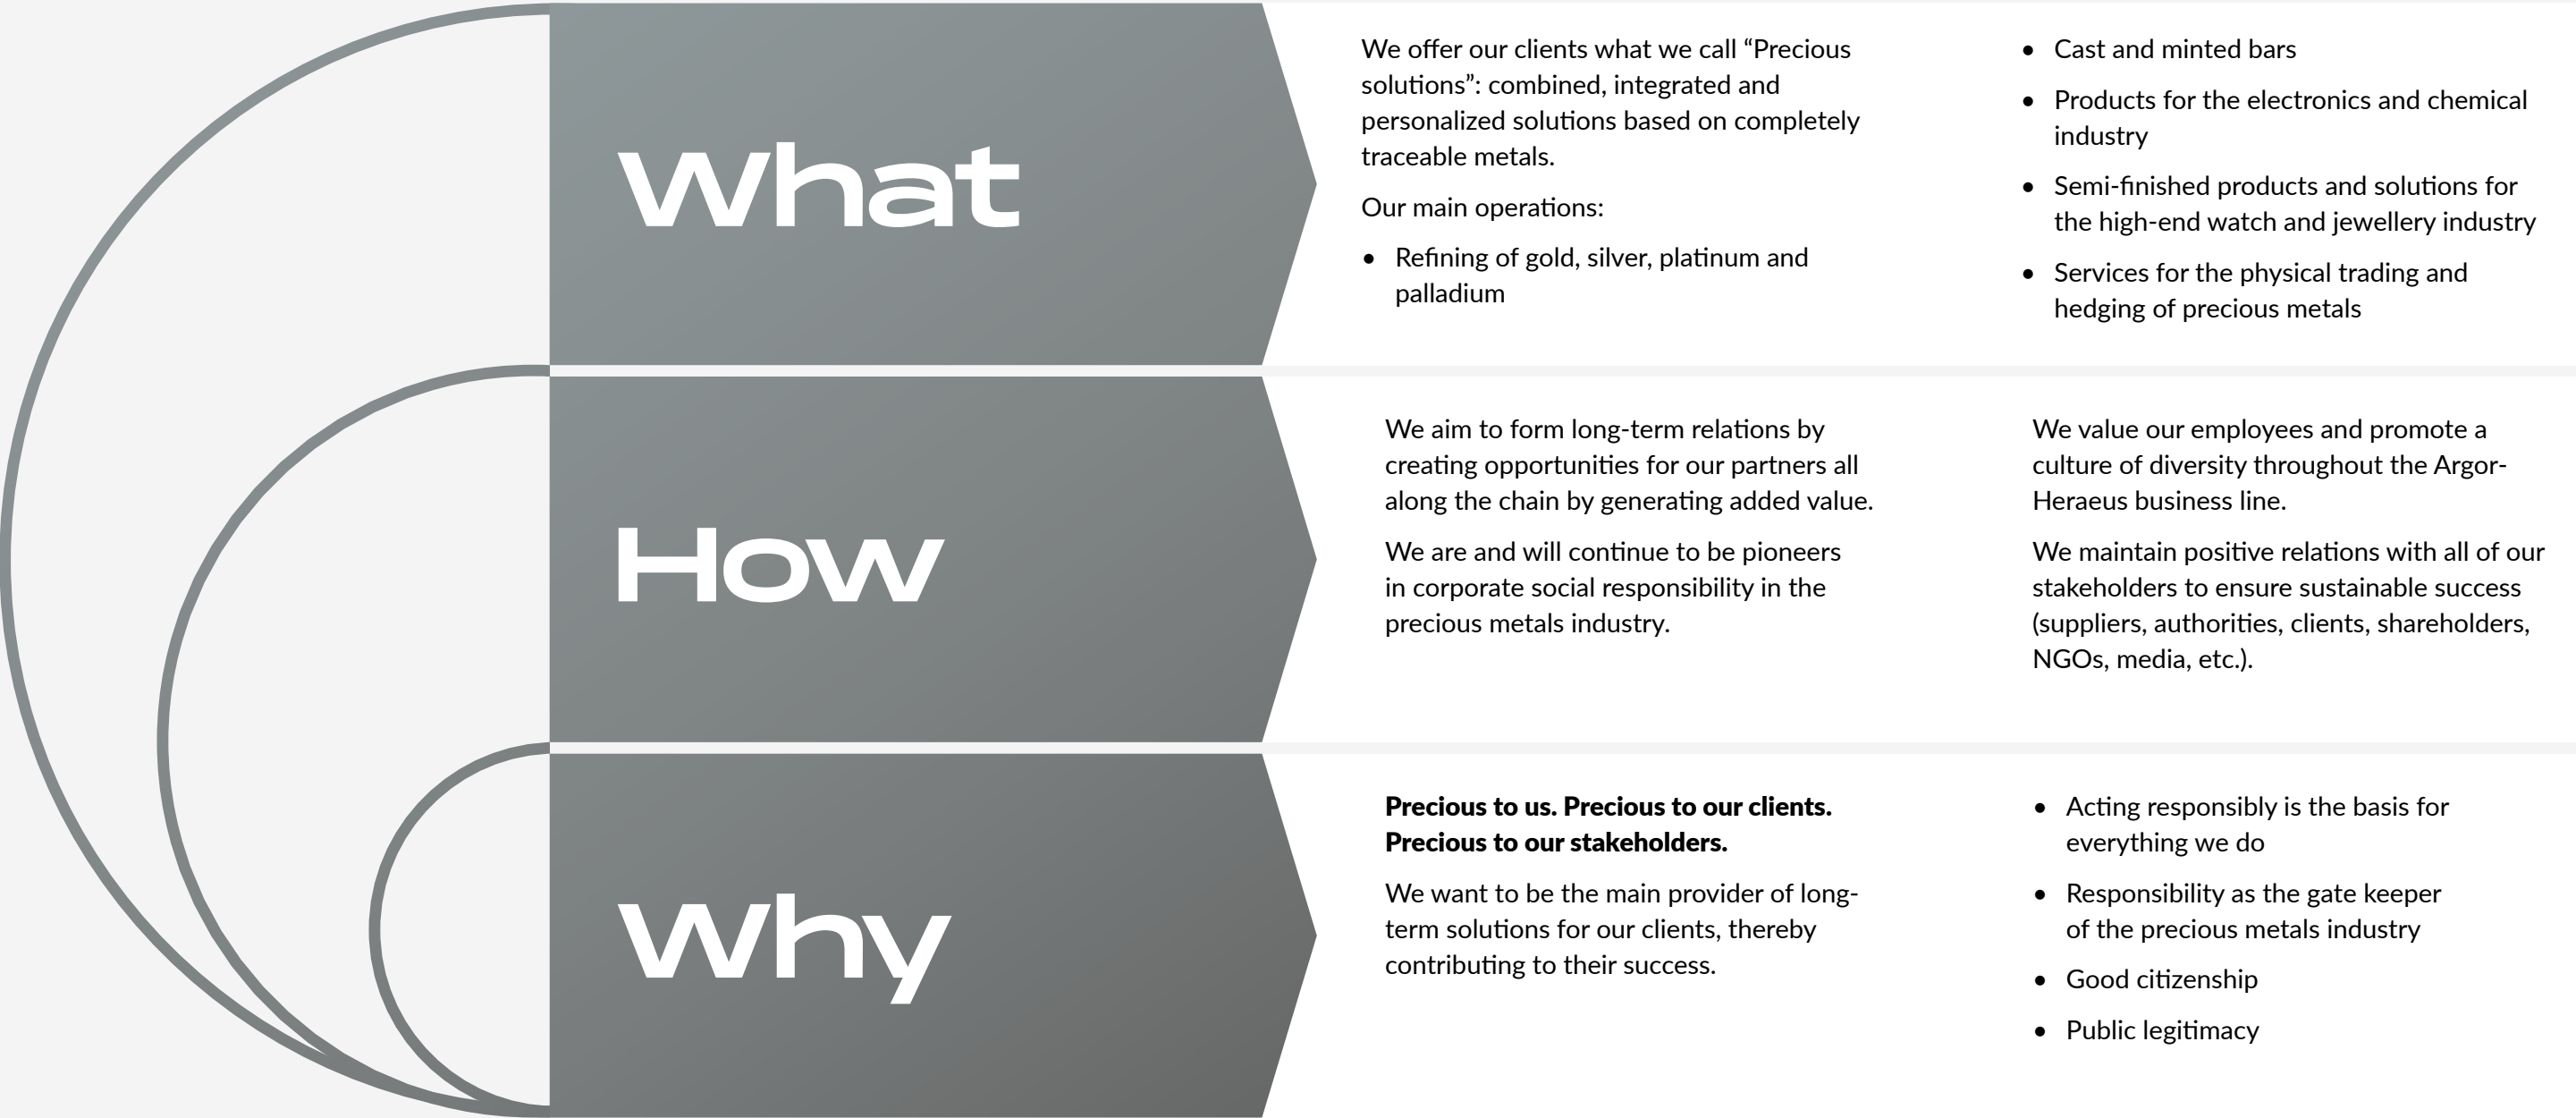 What
We offer our clients what we call “Precious
solutions”: combined, integrated and
personalized solutions based on completely
traceable metals.
Our main operations:
• Refining of gold, silver, platinum and
palladium
• Cast and minted bars
• Products for the electronics and chemical
industry
• Semi-finished products and solutions for
the high-end watch and jewellery industry
• Services for the physical trading and
hedging of precious metals
How
We aim to form long-term relations by
creating opportunities for our partners all
along the chain by generating added value.
We are and will continue to be pioneers
in corporate social responsibility in the
precious metals industry.
We value our employees and promote a
culture of diversity throughout the Argor-
Heraeus business line.
We maintain positive relations with all of our
stakeholders to ensure sustainable success
(suppliers, authorities, clients, shareholders,
NGOs, media, etc.).
Why
Precious to us. Precious to our clients.
Precious to our stakeholders.
We want to be the main provider of long-
term solutions for our clients, thereby
contributing to their success.
• Acting responsibly is the basis for
everything we do
• Responsibility as the gate keeper
of the precious metals industry
• Good citizenship
• Public legitimacy